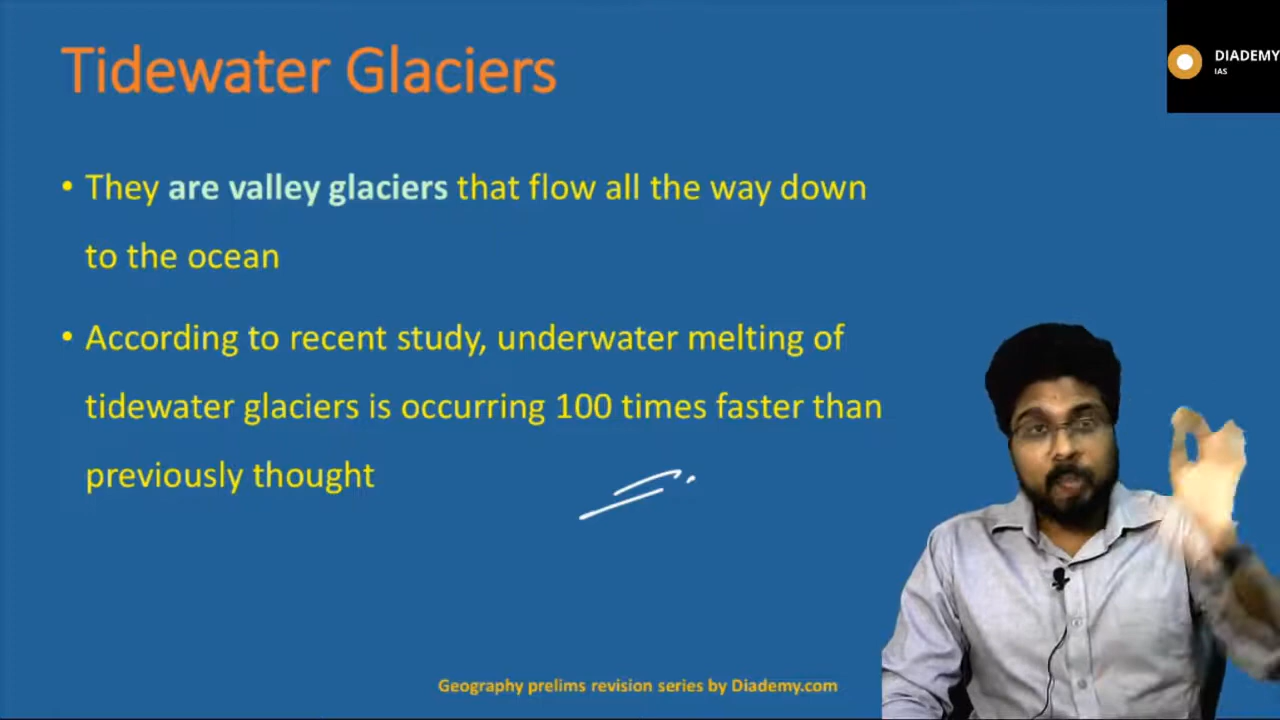 Tidewater Glaciers
DIADEMY
IAS
• They are valley glaciers that flow all the way down
to the ocean
• According to recent study, underwater melting of
tidewater glaciers is occurring 100 times faster than
previously thought
Geography prelims revision series by Diademy.com